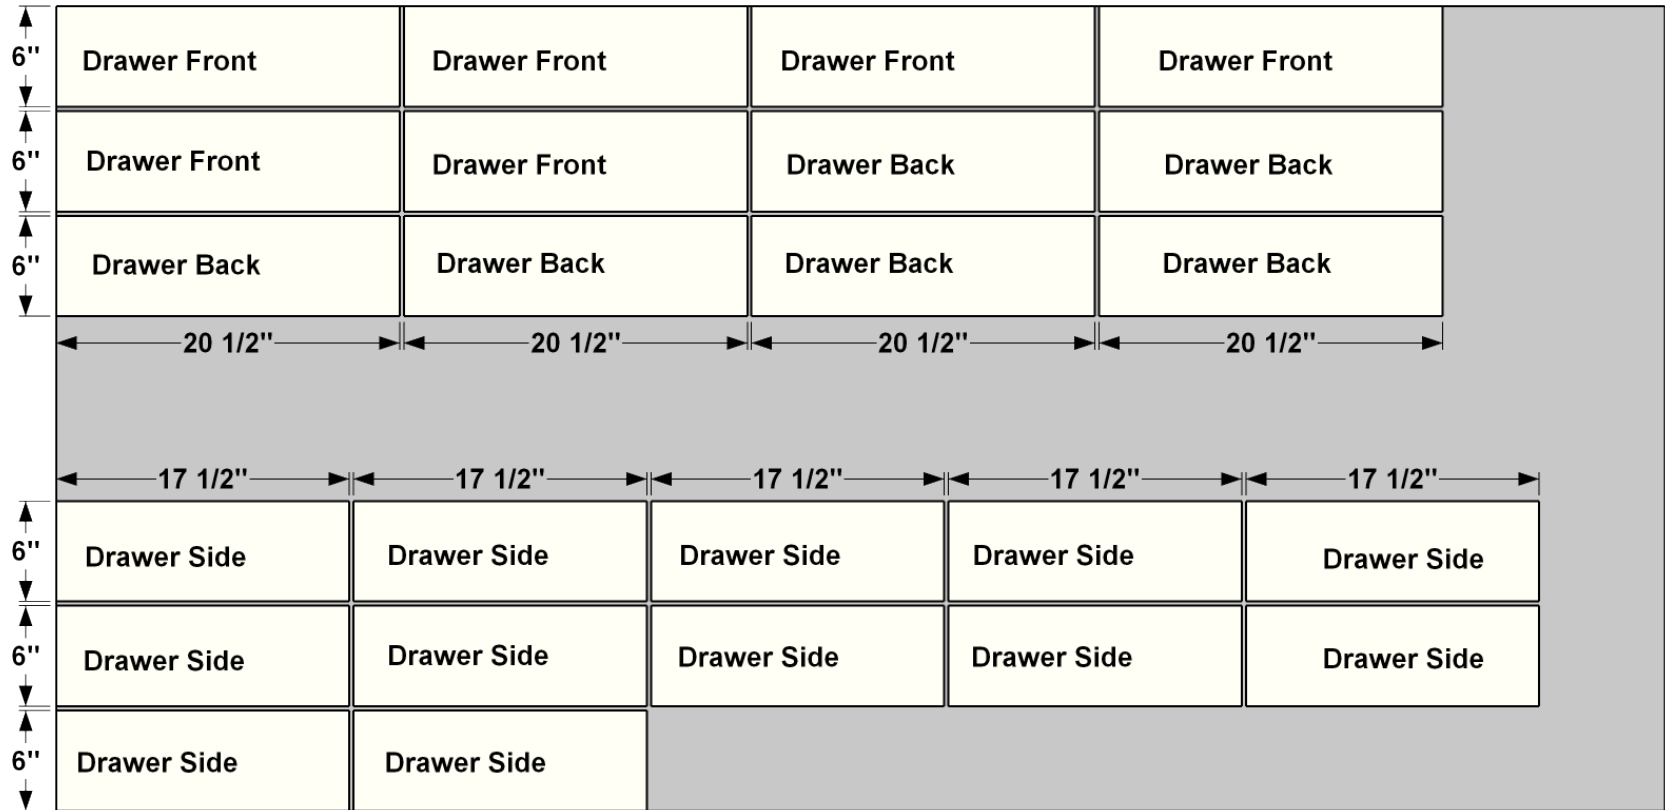 6" Drawer Front Drawer Front Drawer Front Drawer Front
6" Drawer Front Drawer Front Drawer Back Drawer Back
6" Drawer Back Drawer Back Drawer Back Drawer Back
20 1/2" 20 1/2" 20 1/2" 20 1/2"
17 1/2" 17 1/2" 17 1/2" 17 1/2" 17 1/2"
6" Drawer Side Drawer Side Drawer Side Drawer Side Drawer Side
6" Drawer Side Drawer Side Drawer Side Drawer Side Drawer Side
6" Drawer Side Drawer Side